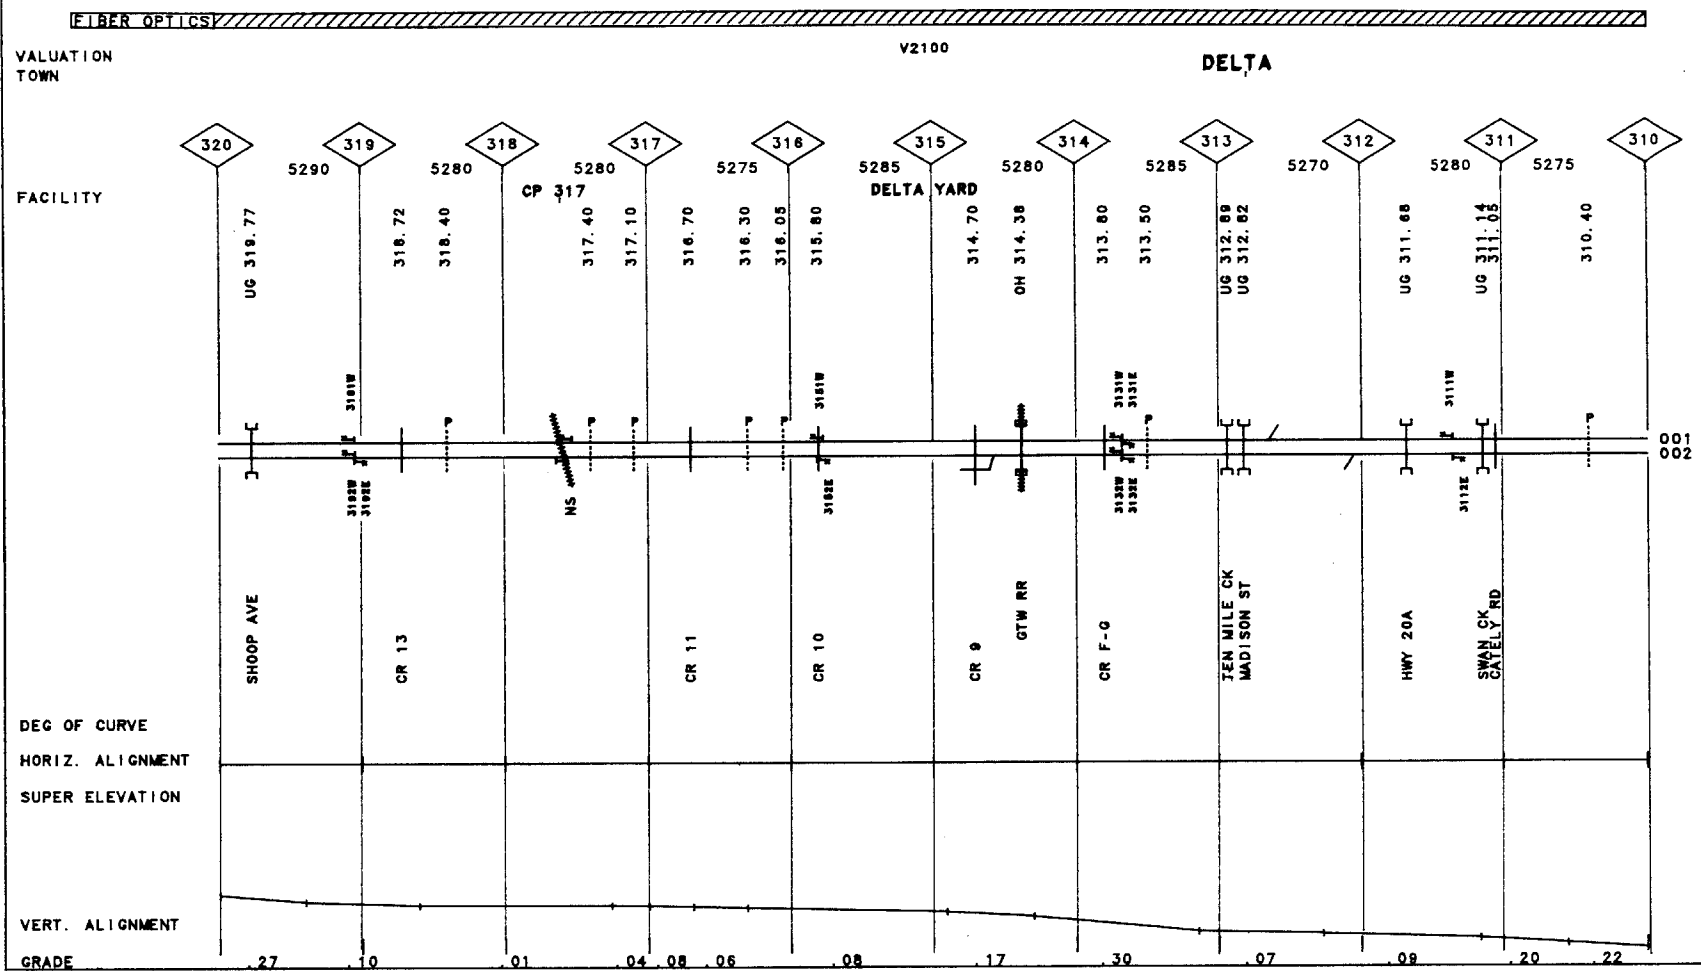 FIBER OPTICS
VALUATION
V2100
TOWN
DELTA
320 319 318 317 316 315 314 313 312 311 310
5290 5280 5280 5275 5285 5280 5285 5270 5280 5275
FACILITY
CP 317
DELTA YARD
UG 319.77
318.72
318.40
317.40
317.10
316.70
316.30
316.05
315.80
314.70
OH 314.38
313.80
313.50
UG 312.89
UG 312.82
UG 311.68
UG 311.14
311.05
310.40
3191W
3151W
3131W
3131E
3111W
P P P P P P
001
002
3192W
3192E
NS
3152E
3132W
3132E
3112E
SHOOP AVE
CR 13
CR 11
CR 10
CR 9
GTW RR
CR F-G
TEN MILE CK
MADISON ST
HWY 20A
SWAN CK
GATELY RD
DEG OF CURVE
HORIZ. ALIGNMENT
SUPER ELEVATION
VERT. ALIGNMENT
GRADE .27 .10 .01 .04 .08 .06 .08 .17 .30 .07 .09 .20 .22